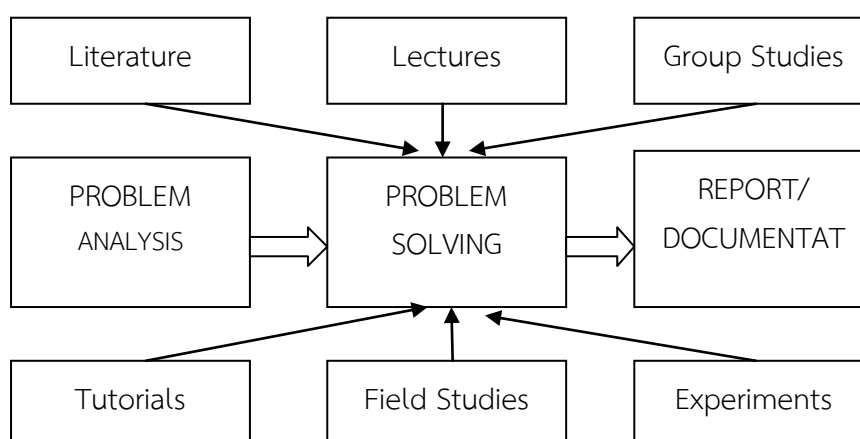 Literature
Lectures
Group Studies
PROBLEM
ANALYSIS
PROBLEM
SOLVING
REPORT/
DOCUMENTAT
Tutorials
Field Studies
Experiments